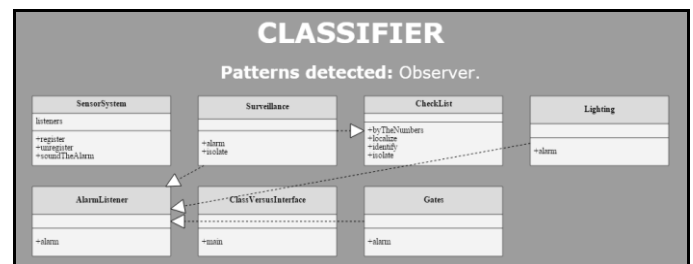 CLASSIFIER
Patterns detected: Observer.
SensorSystem
listeners
+register
+unregister
+soundTheAlarm
Surveillance
+alarm
+isolate
CheckList
+byTheNumbers
+localize
+identify
+isolate
Lighting
+alarm
AlarmListener
+alarm
ClassVersusInterface
+main
Gates
+alarm